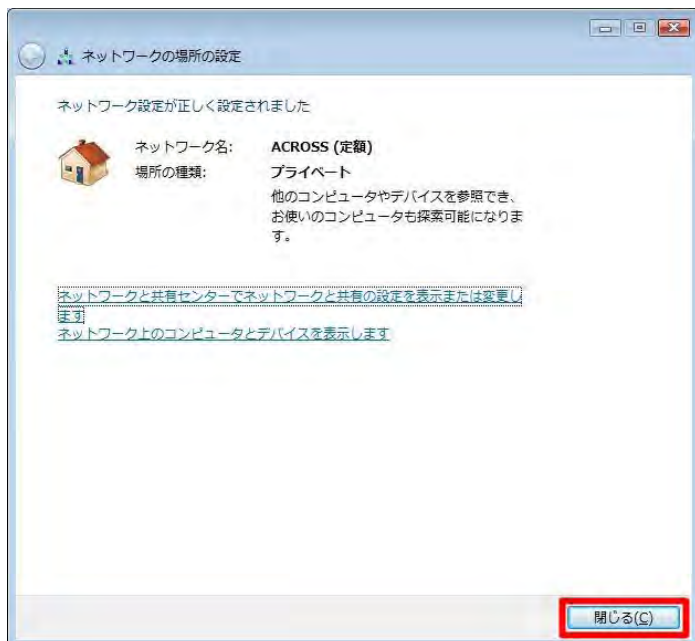 ネットワークの場所の設定
ネットワーク設定が正しく設定されました
ネットワーク名: ACROSS (定額)
場所の種類: プライベート
他のコンピュータやデバイスを参照でき、
お使いのコンピュータも探索可能になりま
す。
ネットワークと共有センターでネットワークと共有の設定を表示または変更し
ます
ネットワーク上のコンピュータとデバイスを表示します
閉じる(C)